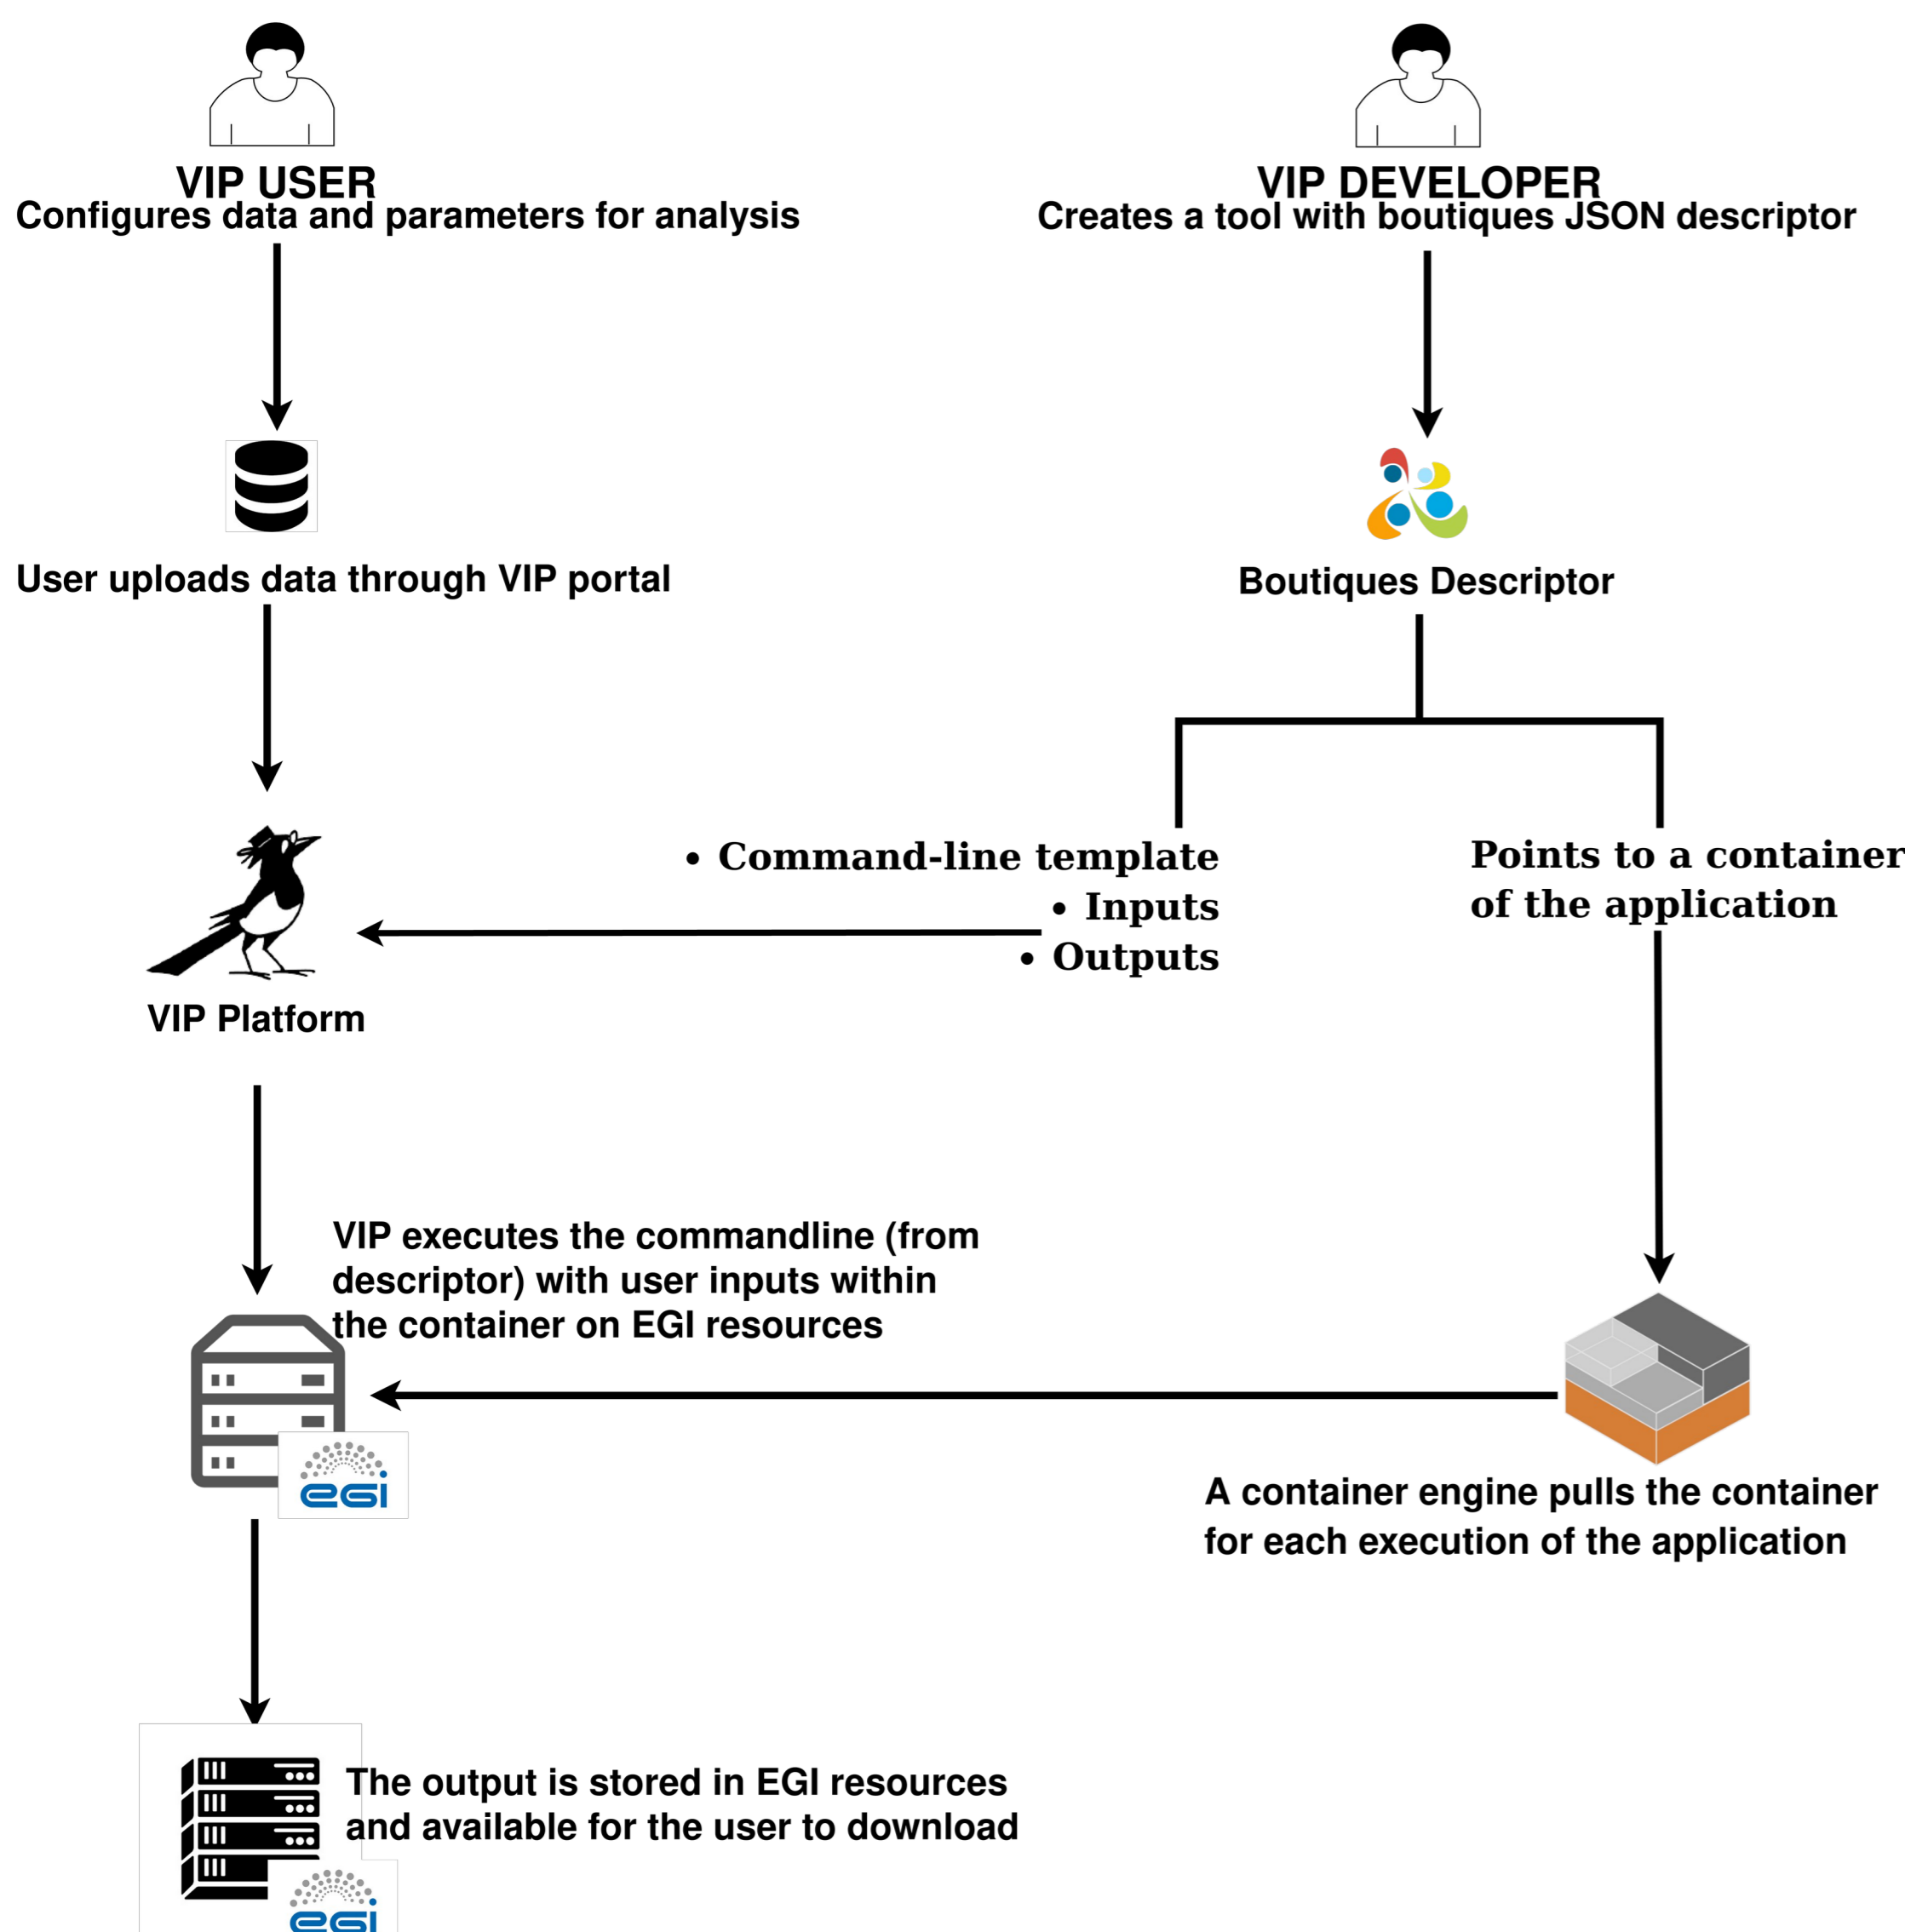 VIP USER
Configures data and parameters for analysis
VIP DEVELOPER
Creates a tool with boutiques JSON descriptor
User uploads data through VIP portal
Boutiques Descriptor
• Command-line template
• Inputs
• Outputs
Points to a container
of the application
VIP Platform
VIP executes the commandline (from
descriptor) with user inputs within
the container on EGI resources
egi
A container engine pulls the container
for each execution of the application
The output is stored in EGI resources
and available for the user to download
egi